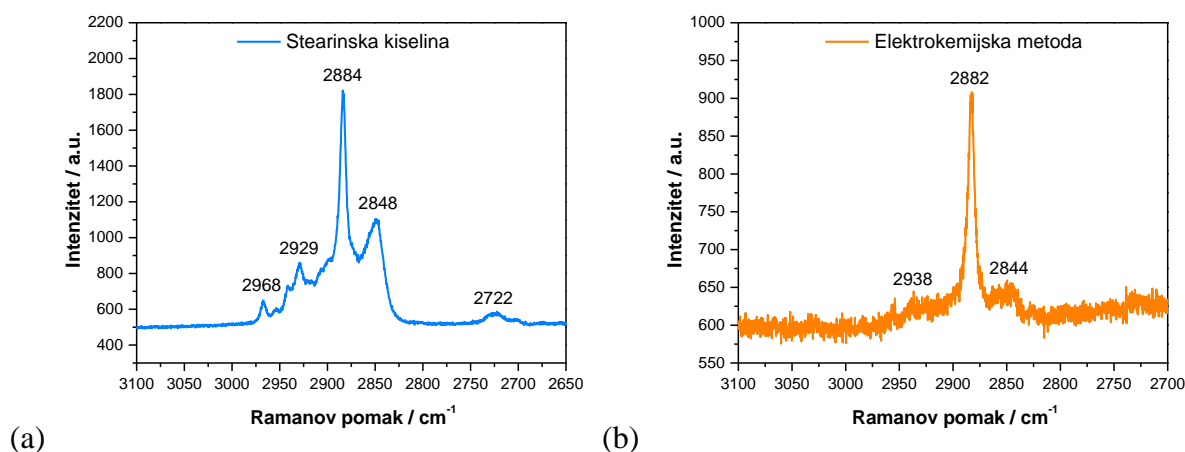 Stearinska kiselina
2200
2000
1800
1600
1400
1200
1000
800
600
400
Intenzitet / a.u.
2884
2848
2929
2968
2722
3100 3050 3000 2950 2900 2850 2800 2750 2700 2650
Ramanov pomak / cm⁻¹
(a)
Elektrokemijska metoda
1000
950
900
850
800
750
700
650
600
550
Intenzitet / a.u.
2882
2938
2844
3100 3050 3000 2950 2900 2850 2800 2750 2700
Ramanov pomak / cm⁻¹
(b)